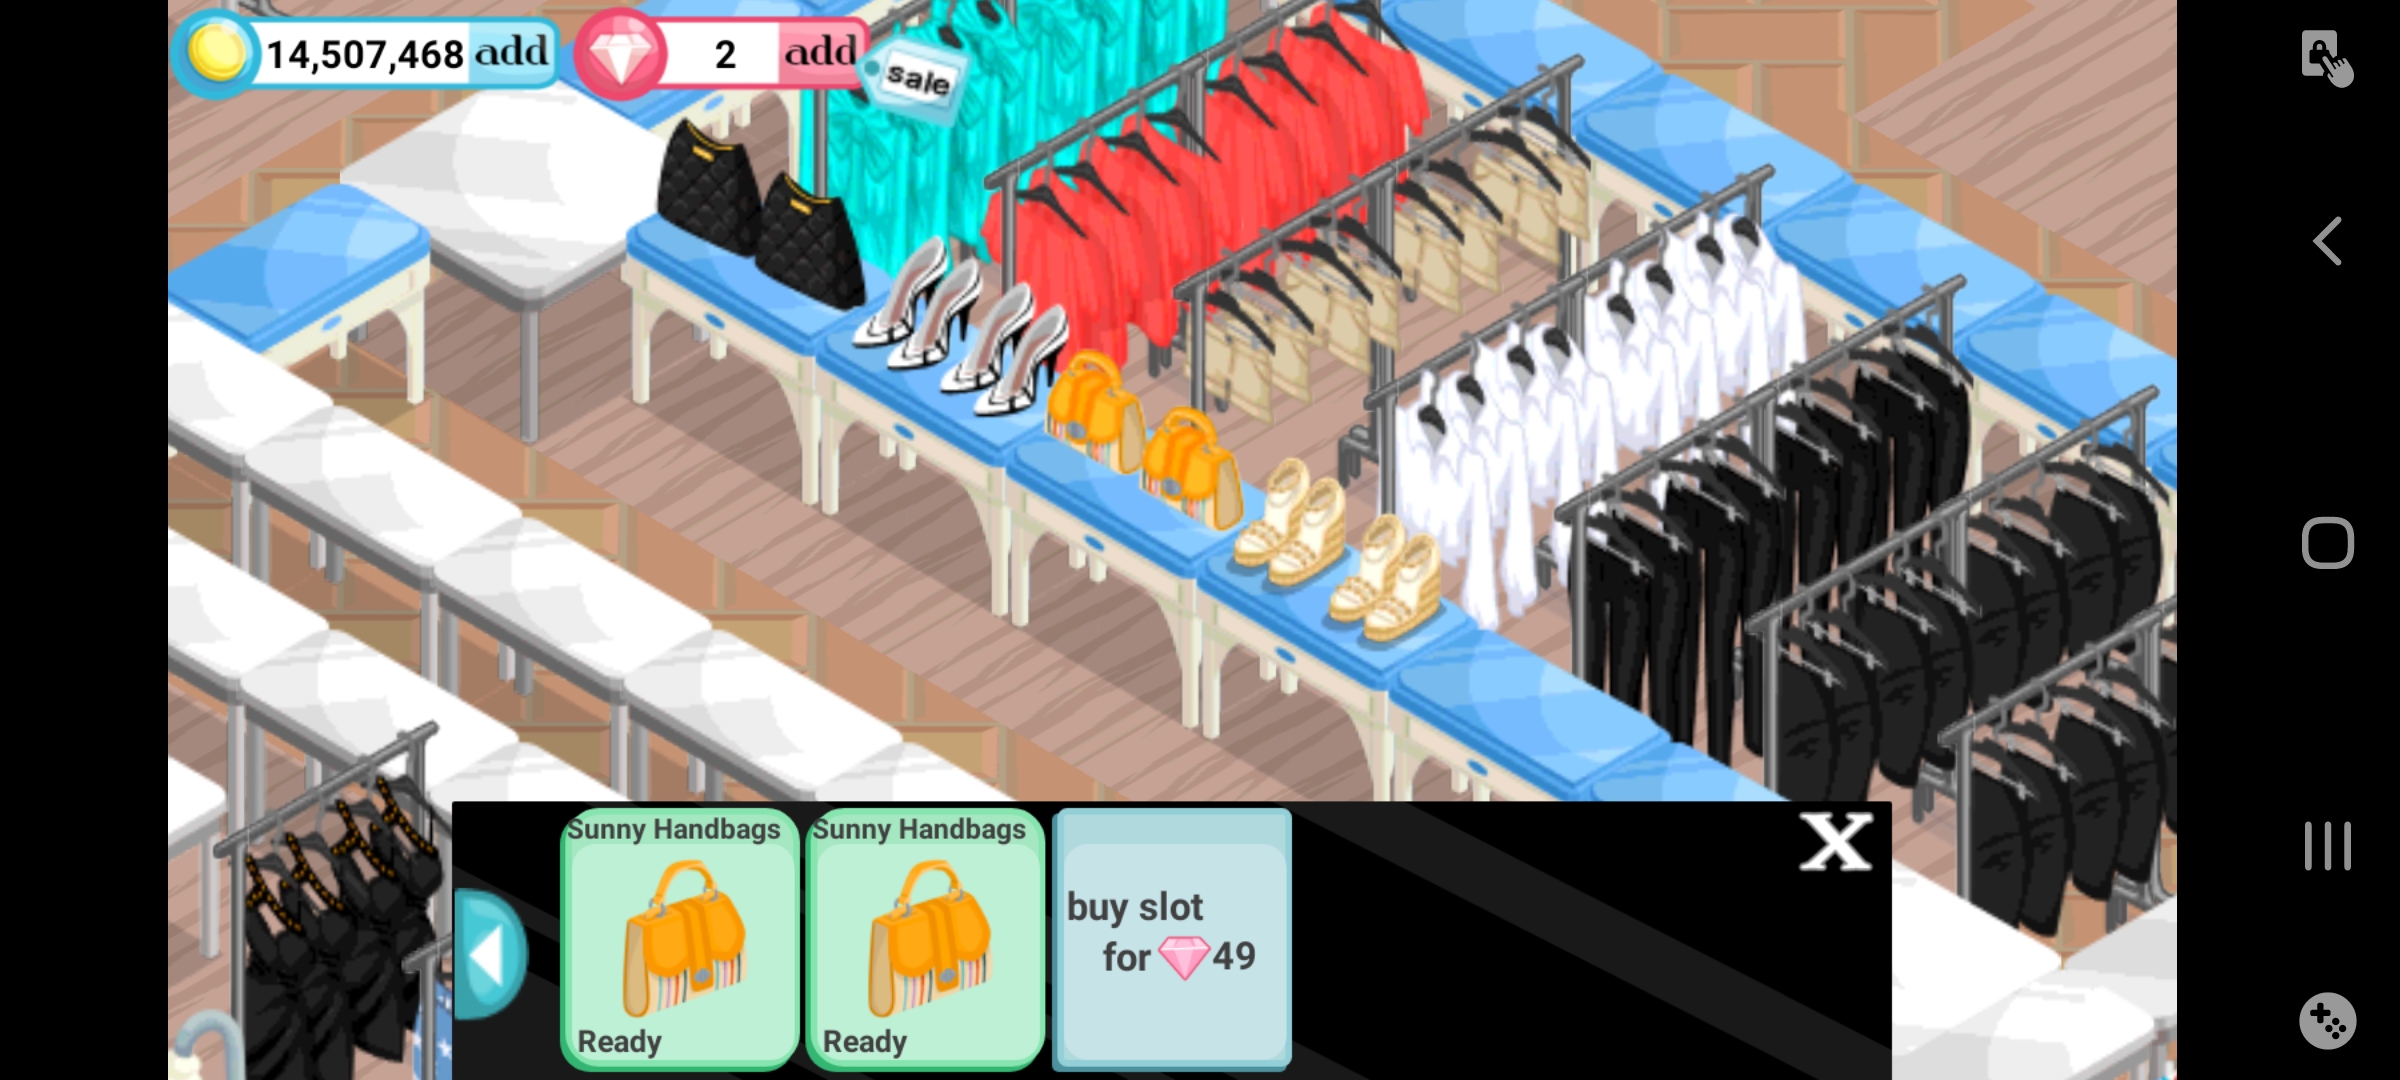 14,507,468 add
2 add
sale
Sunny Handbags
Ready
Sunny Handbags
Ready
buy slot
for 49
X